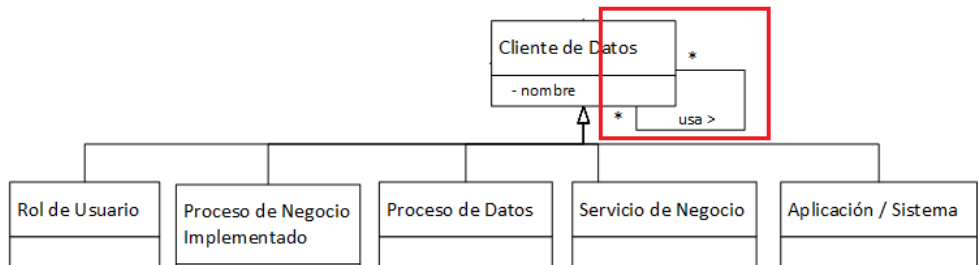 Cliente de Datos
*
- nombre
*
usa >
Rol de Usuario
Proceso de Negocio
Implementado
Proceso de Datos
Servicio de Negocio
Aplicación / Sistema